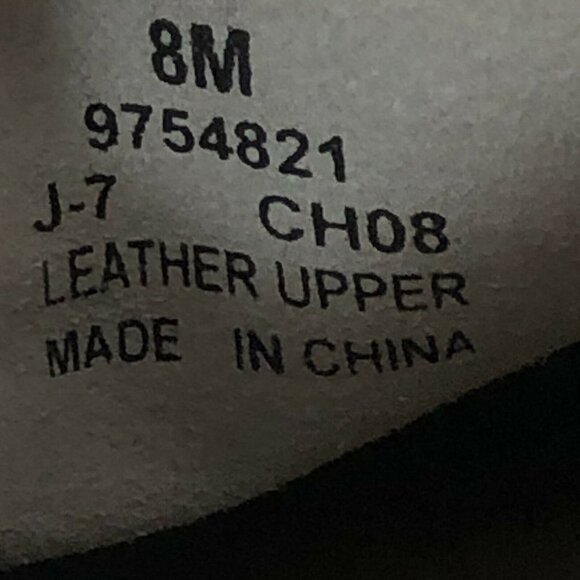 8M
9754821
J-7 CH08
LEATHER UPPER
MADE IN CHINA